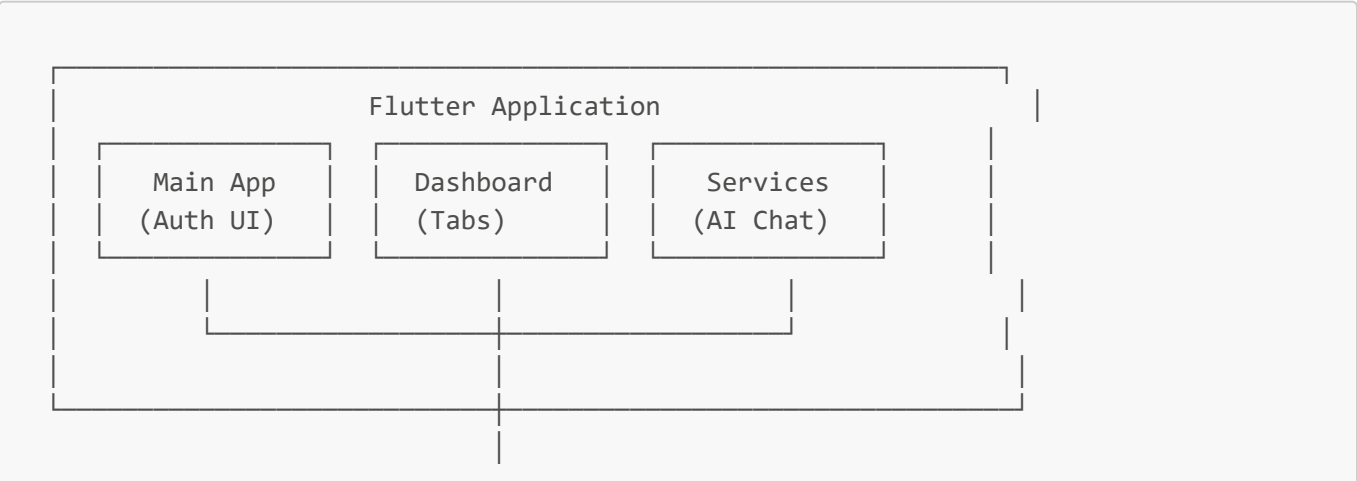 Flutter Application
Main App Dashboard Services
(Auth UI) (Tabs) (AI Chat)